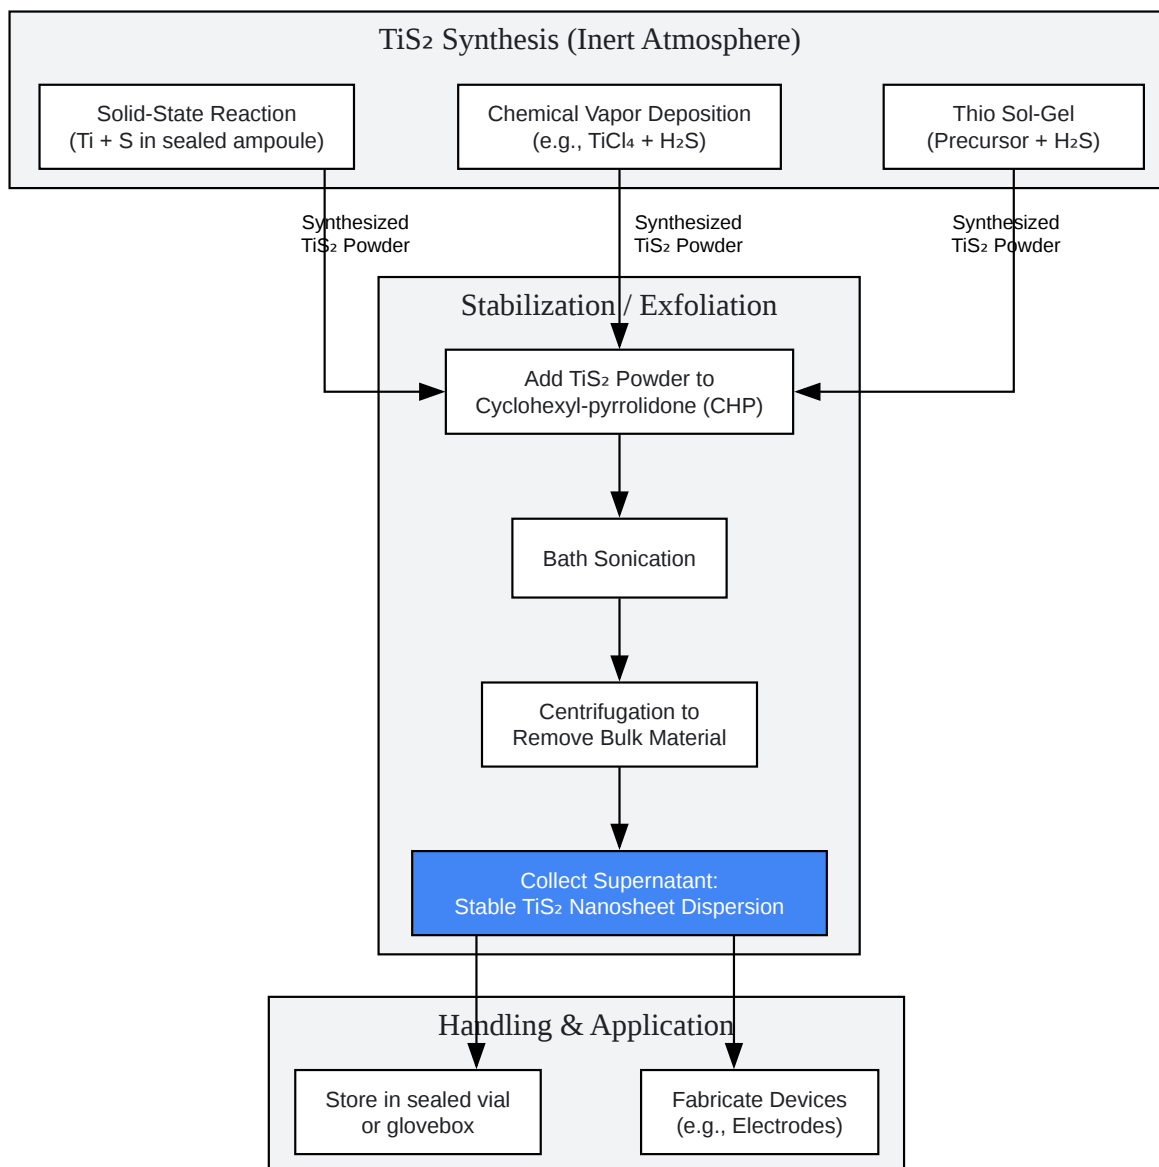 TiS₂ Synthesis (Inert Atmosphere)
Solid-State Reaction
(Ti + S in sealed ampoule)
Chemical Vapor Deposition
(e.g., TiCl₄ + H₂S)
Thio Sol-Gel
(Precursor + H₂S)
Synthesized
TiS₂ Powder
Synthesized
TiS₂ Powder
Synthesized
TiS₂ Powder
Stabilization / Exfoliation
Add TiS₂ Powder to
Cyclohexyl-pyrrolidone (CHP)
Bath Sonication
Centrifugation to
Remove Bulk Material
Collect Supernatant:
Stable TiS₂ Nanosheet Dispersion
Handling & Application
Store in sealed vial
or glovebox
Fabricate Devices
(e.g., Electrodes)